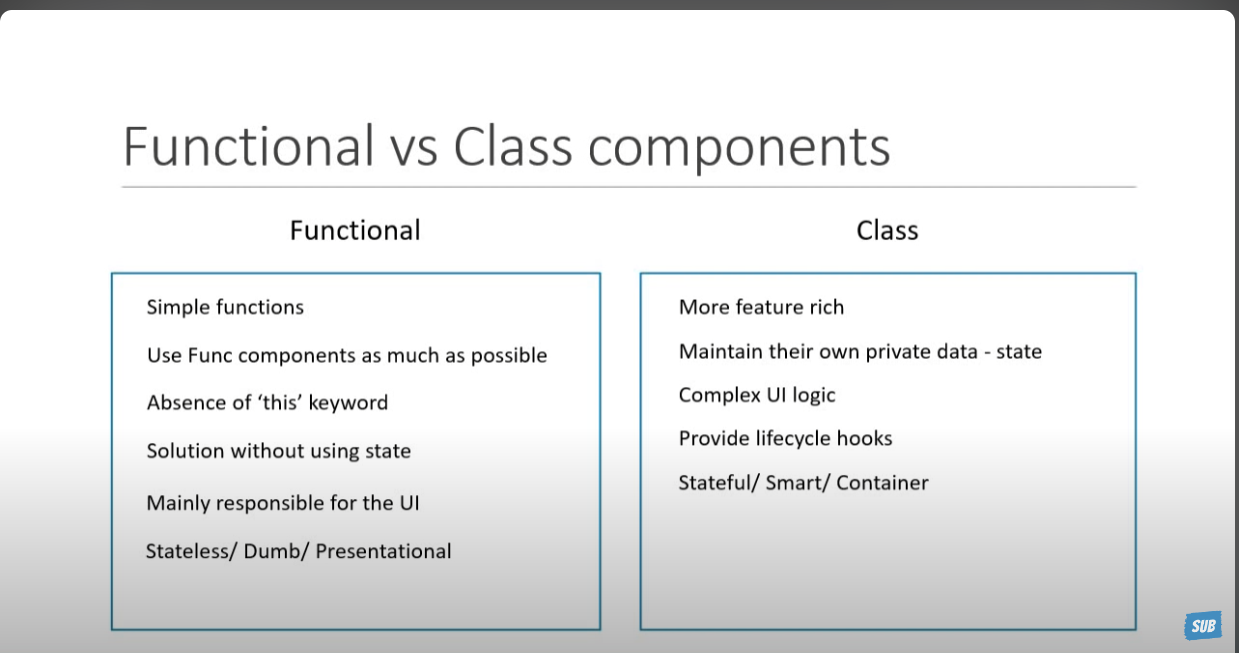 Functional vs Class components
Functional
Simple functions
Use Func components as much as possible
Absence of ‘this’ keyword
Solution without using state
Mainly responsible for the UI
Stateless/ Dumb/ Presentational
Class
More feature rich
Maintain their own private data - state
Complex UI logic
Provide lifecycle hooks
Stateful/ Smart/ Container
SUB